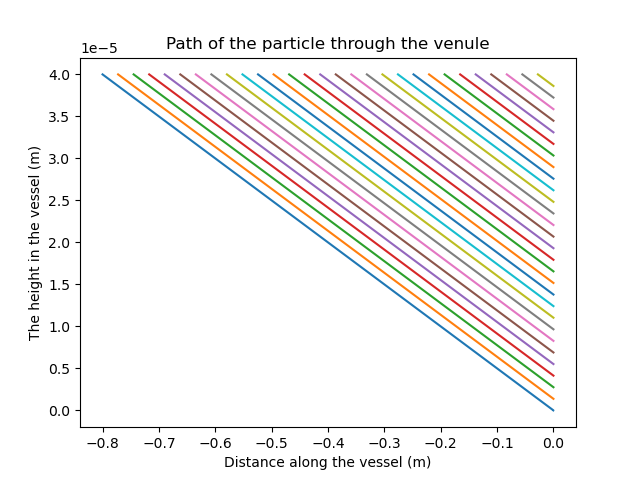 Path of the particle through the venule
1e−5
4.0
3.5
3.0
2.5
2.0
1.5
1.0
0.5
0.0
The height in the vessel (m)
−0.8 −0.7 −0.6 −0.5 −0.4 −0.3 −0.2 −0.1 0.0
Distance along the vessel (m)